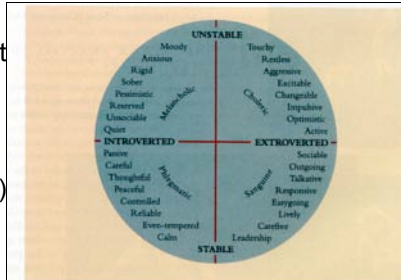 t
UNSTABLE
Moody
Anxious
Rigid
Sober
Pessimistic
Reserved
Unsociable
Quiet
Melancholic
Touchy
Restless
Aggressive
Excitable
Changeable
Impulsive
Optimistic
Active
Choleric
INTROVERTED
EXTROVERTED
Passive
Careful
Thoughtful
Peaceful
Controlled
Reliable
Even-tempered
Calm
Phlegmatic
Sociable
Outgoing
Talkative
Responsive
Easygoing
Lively
Carefree
Leadership
Sanguine
)
STABLE